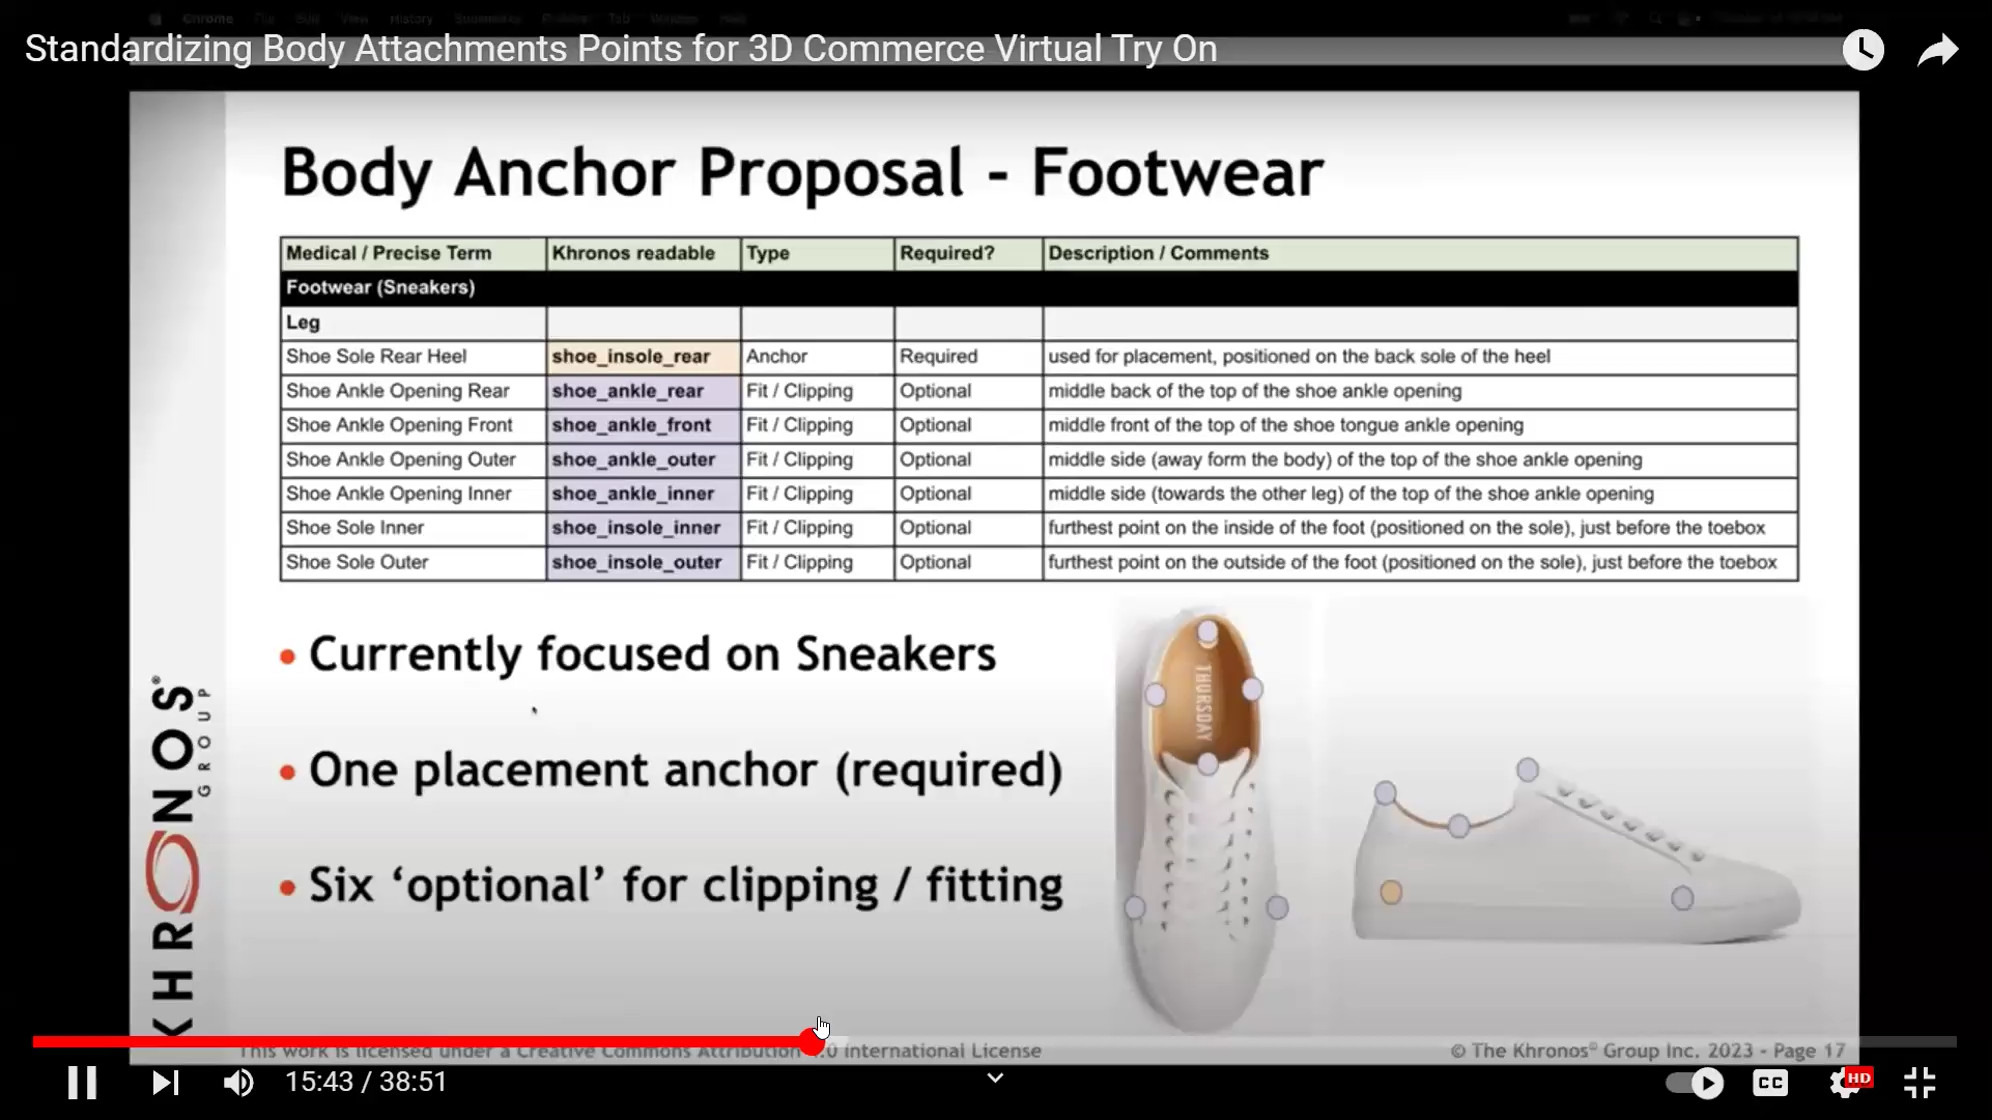 Chrome File Edit View History Bookmarks Profiles Tab Window Help
Standardizing Body Attachments Points for 3D Commerce Virtual Try On
Body Anchor Proposal - Footwear
Medical / Precise Term Khronos readable Type Required? Description / Comments
Footwear (Sneakers)
Leg
Shoe Sole Rear Heel shoe_insole_rear Anchor Required used for placement, positioned on the back sole of the heel
Shoe Ankle Opening Rear shoe_ankle_rear Fit / Clipping Optional middle back of the top of the shoe ankle opening
Shoe Ankle Opening Front shoe_ankle_front Fit / Clipping Optional middle front of the top of the shoe tongue ankle opening
Shoe Ankle Opening Outer shoe_ankle_outer Fit / Clipping Optional middle side (away form the body) of the top of the shoe ankle opening
Shoe Ankle Opening Inner shoe_ankle_inner Fit / Clipping Optional middle side (towards the other leg) of the top of the shoe ankle opening
Shoe Sole Inner shoe_insole_inner Fit / Clipping Optional furthest point on the inside of the foot (positioned on the sole), just before the toebox
Shoe Sole Outer shoe_insole_outer Fit / Clipping Optional furthest point on the outside of the foot (positioned on the sole), just before the toebox
• Currently focused on Sneakers
• One placement anchor (required)
• Six ‘optional’ for clipping / fitting
THURSDAY
KHRONOS®
GROUP
This work is licensed under a Creative Commons Attribution 4.0 International License
© The Khronos® Group Inc. 2023 - Page 17
15:43 / 38:51
CC
HD